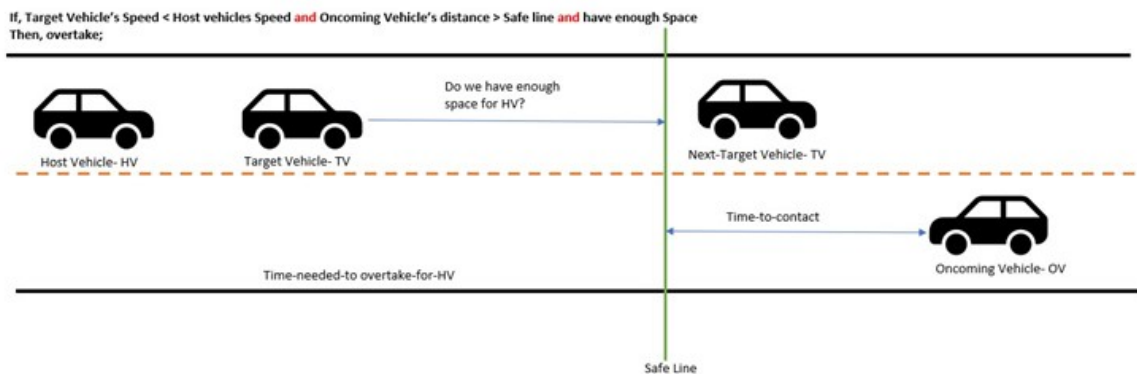 If, Target Vehicle's Speed < Host vehicles Speed and Oncoming Vehicle's distance > Safe line and have enough Space
Then, overtake;
Do we have enough
space for HV?
Host Vehicle- HV
Target Vehicle- TV
Next-Target Vehicle- TV
Time-to-contact
Oncoming Vehicle- OV
Time-needed-to overtake-for-HV
Safe Line